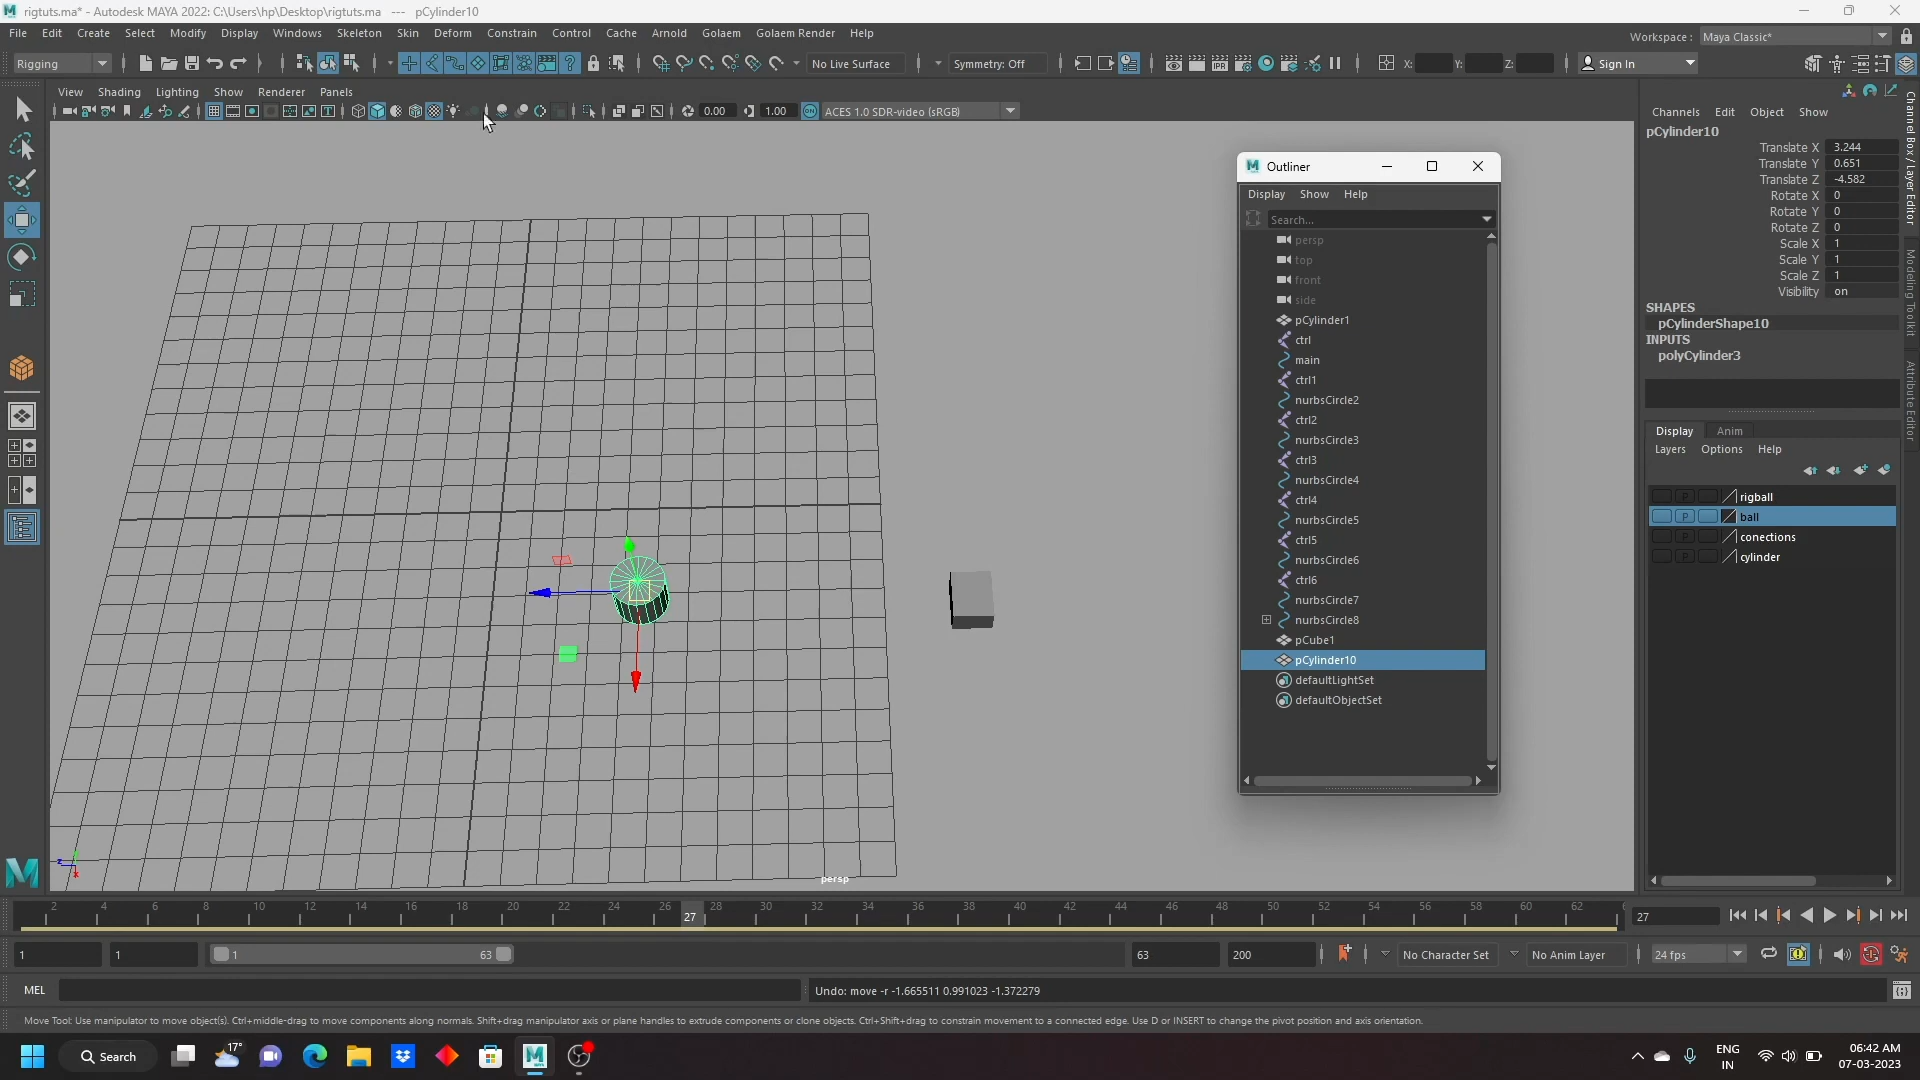 rigtuts.ma* - Autodesk MAYA 2022: C:\Users\hp\Desktop\rigtuts.ma --- pCylinder10
File Edit Create Select Modify Display Windows Skeleton Skin Deform Constrain Control Cache Arnold Golaem Golaem Render Help
Workspace : Maya Classic*
Rigging
No Live Surface
Symmetry: Off
IPR
X: Y: Z:
Sign In
View Shading Lighting Show Renderer Panels
0.00
1.00
ON
ACES 1.0 SDR-video (sRGB)
Outliner
Display Show Help
Search...
persp
top
front
side
pCylinder1
ctrl
main
ctrl1
nurbsCircle2
ctrl2
nurbsCircle3
ctrl3
nurbsCircle4
ctrl4
nurbsCircle5
ctrl5
nurbsCircle6
ctrl6
nurbsCircle7
nurbsCircle8
pCube1
pCylinder10
defaultLightSet
defaultObjectSet
Channels Edit Object Show
pCylinder10
Translate X 3.244
Translate Y 0.651
Translate Z -4.582
Rotate X 0
Rotate Y 0
Rotate Z 0
Scale X 1
Scale Y 1
Scale Z 1
Visibility on
SHAPES
pCylinderShape10
INPUTS
polyCylinder3
Display Anim
Layers Options Help
P rigball
P ball
P conections
P cylinder
Channel Box / Layer Editor
Modeling Toolkit
Attribute Editor
persp
z
2 4 6 8 10 12 14 16 18 20 22 24 26 28 30 32 34 36 38 40 42 44 46 48 50 52 54 56 58 60 62
27
27
1 1 1 63 63 200
No Character Set
No Anim Layer
24 fps
MEL
Undo: move -r -1.665511 0.991023 -1.372279
Move Tool: Use manipulator to move object(s). Ctrl+middle-drag to move components along normals. Shift+drag manipulator axis or plane handles to extrude components or clone objects. Ctrl+Shift+drag to constrain movement to a connected edge. Use D or INSERT to change the pivot position and axis orientation.
Search
17°
ENG
IN
06:42 AM
07-03-2023